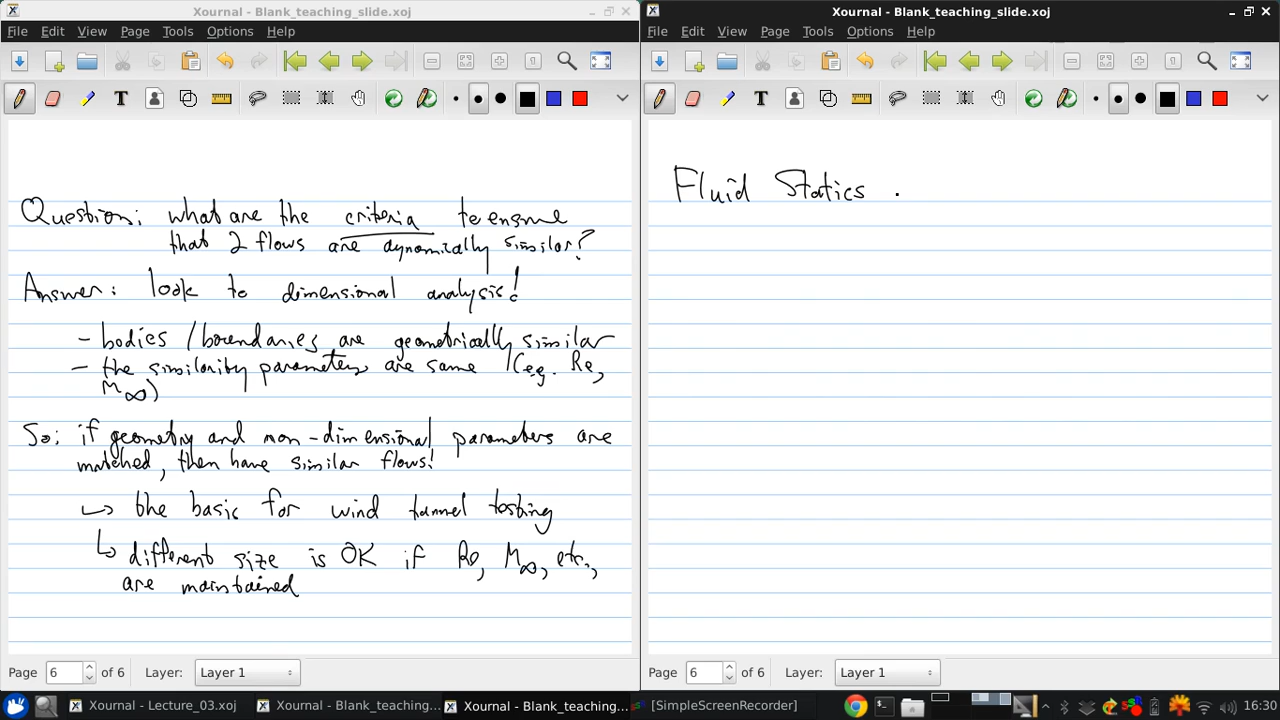 Xournal - Blank_teaching_slide.xoj
File Edit View Page Tools Options Help
Question: what are the criteria to ensure
that 2 flows are dynamically similar?
Answer: look to dimensional analysis!
- bodies / boundaries are geometrically similar
- the similarity parameters are same (e.g. Re,
M∞)
So: if geometry and non-dimensional parameters are
matched, then have similar flows!
↪ the basic for wind tunnel testing
↳ different size is OK if Re, M∞, etc.,
are maintained
Page 6 of 6 Layer: Layer 1
Xournal - Blank_teaching_slide.xoj
File Edit View Page Tools Options Help
Fluid Statics .
Page 6 of 6 Layer: Layer 1
Xournal - Lecture_03.xoj Xournal - Blank_teaching... Xournal - Blank_teaching... [SimpleScreenRecorder] 16:30